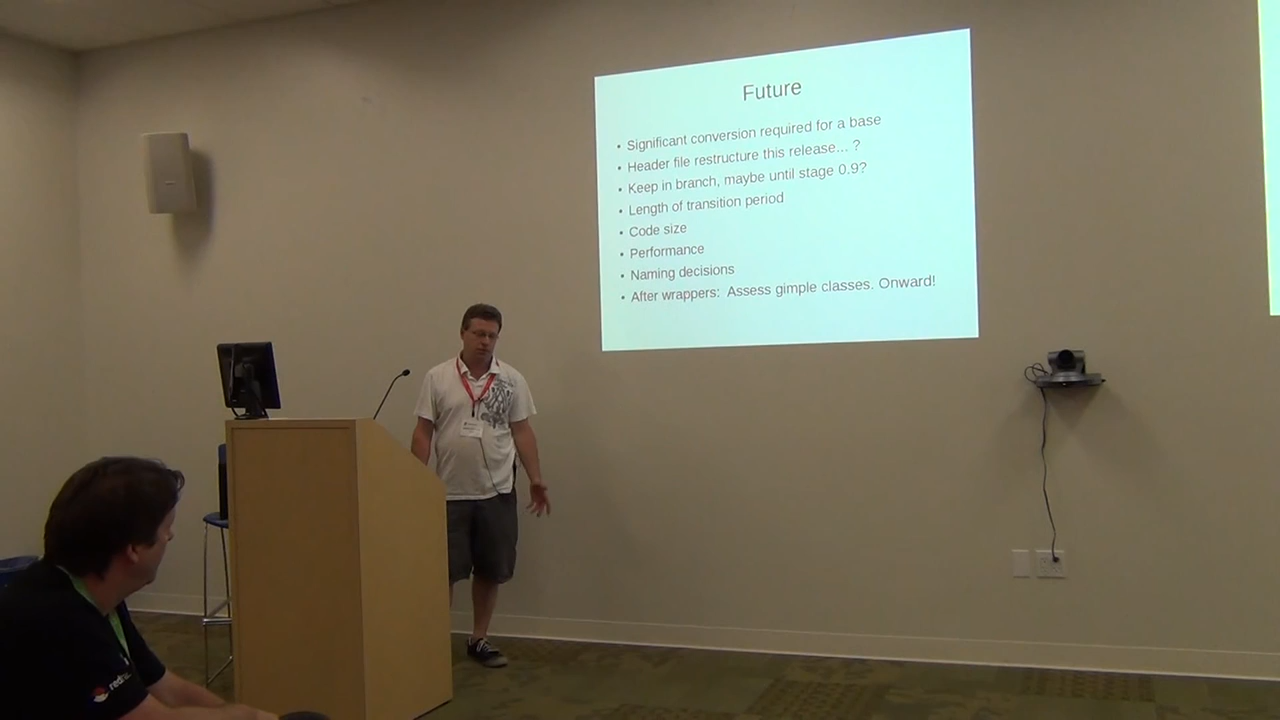 Future
• Significant conversion required for a base
• Header file restructure this release... ?
• Keep in branch, maybe until stage 0.9?
• Length of transition period
• Code size
• Performance
• Naming decisions
• After wrappers: Assess gimple classes. Onward!